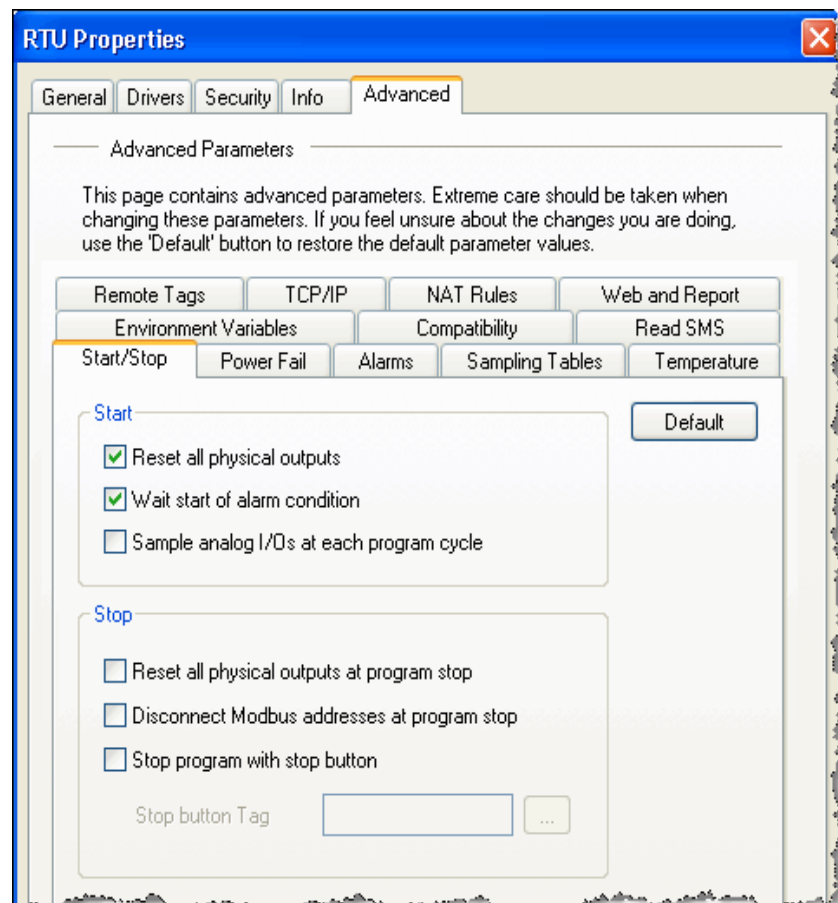 RTU Properties
General Drivers Security Info Advanced
Advanced Parameters
This page contains advanced parameters. Extreme care should be taken when
changing these parameters. If you feel unsure about the changes you are doing,
use the 'Default' button to restore the default parameter values.
Remote Tags TCP/IP NAT Rules Web and Report
Environment Variables Compatibility Read SMS
Start/Stop Power Fail Alarms Sampling Tables Temperature
Start
Default
Reset all physical outputs
Wait start of alarm condition
Sample analog I/Os at each program cycle
Stop
Reset all physical outputs at program stop
Disconnect Modbus addresses at program stop
Stop program with stop button
Stop button Tag ...